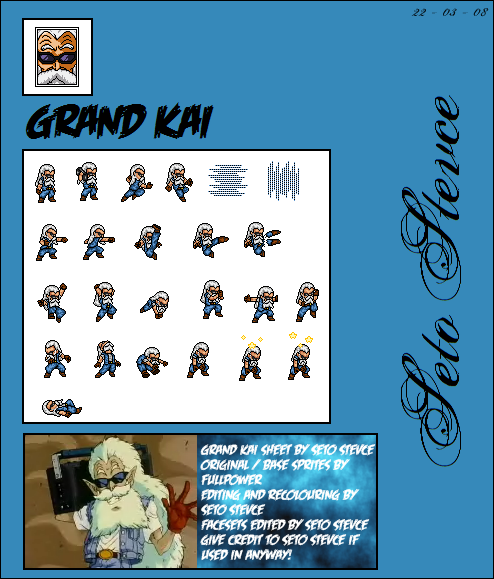 22 - 03 - 08
GRAND KAI
Seto Stevce
GRAND KAI SHEET BY SETO STEVCE
ORIGINAL / BASE SPRITES BY
FULLPOWER
EDITING AND RECOLOURING BY
SETO STEVCE
FACESETS EDITED BY SETO STEVCE
GIVE CREDIT TO SETO STEVCE IF
USED IN ANYWAY!